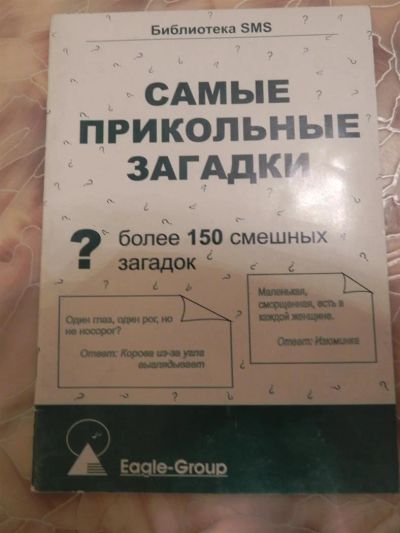 Библиотека SMS
САМЫЕ
ПРИКОЛЬНЫЕ
ЗАГАДКИ
? более 150 смешных
загадок
Маленькая,
сморщенная, есть в
каждой женщине.
Ответ: Изюминка
Один глаз, один рог, но
не носорог?
Ответ: Корова из-за угла
выглядывает
Eagle-Group